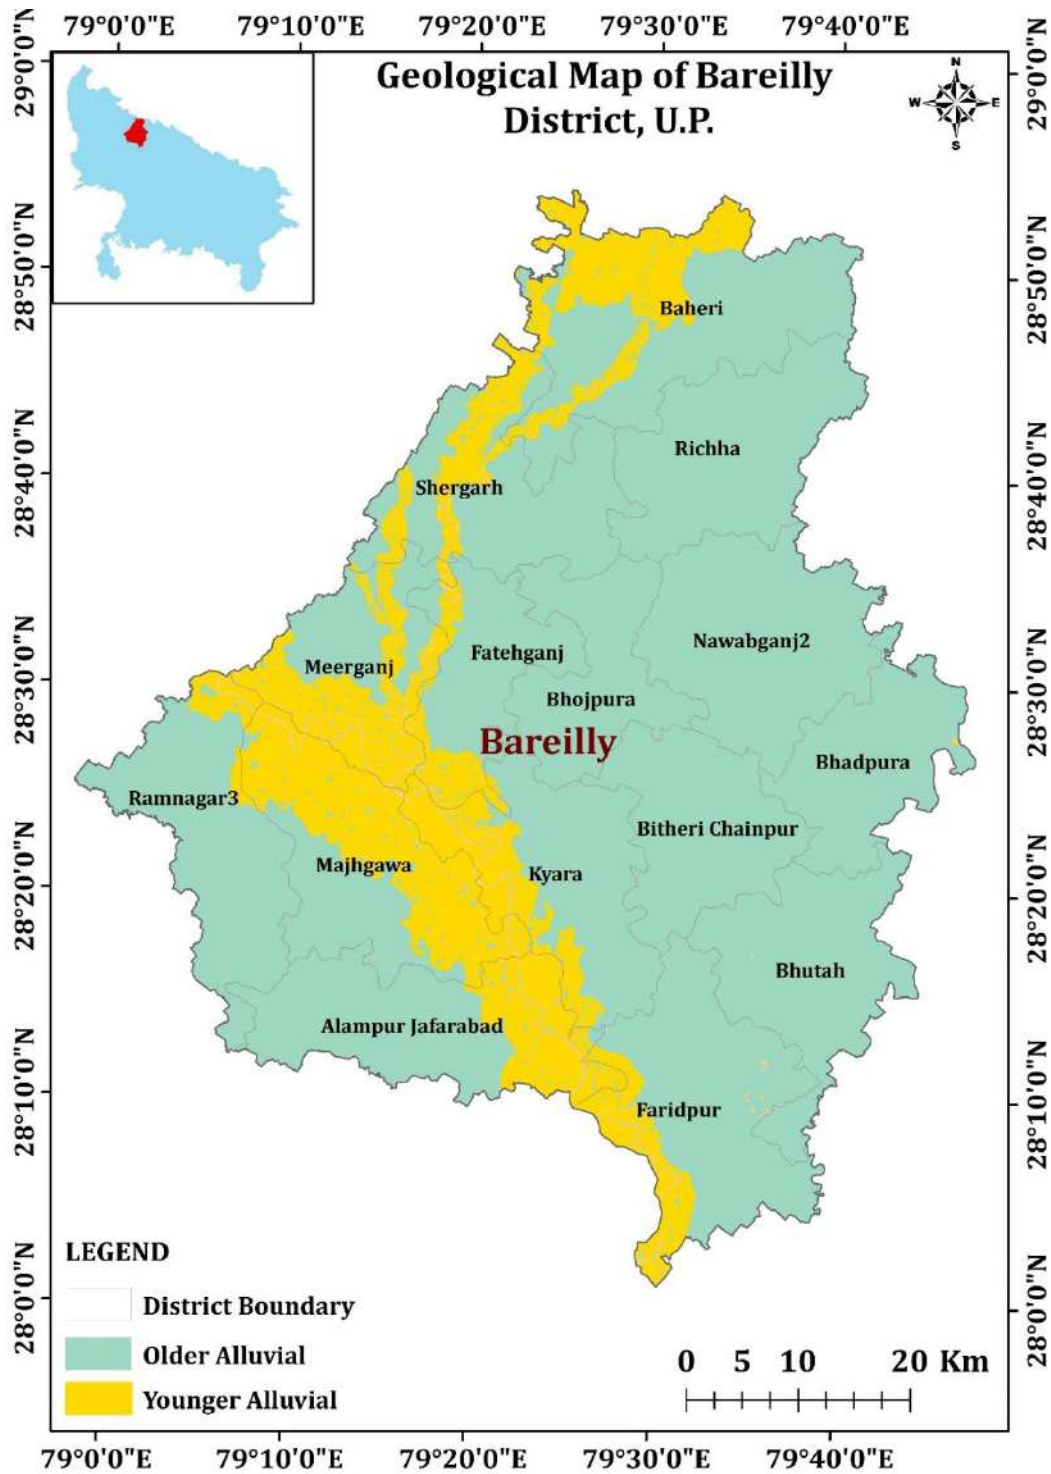 79°0'0"E 79°10'0"E 79°20'0"E 79°30'0"E 79°40'0"E
29°0'0"N
29°0'0"N
Geological Map of Bareilly
District, U.P.
N
W E
S
28°50'0"N
28°50'0"N
Baheri
Richha
28°40'0"N
28°40'0"N
Shergarh
Nawabganj2
Fatehganj
Meerganj
28°30'0"N
28°30'0"N
Bhojpura
Bareilly
Bhadpura
Ramnagar3
Bitheri Chainpur
Majhgawa
Kyara
28°20'0"N
28°20'0"N
Bhutah
Alampur Jafarabad
28°10'0"N
28°10'0"N
Faridpur
28°0'0"N
28°0'0"N
LEGEND
District Boundary
Older Alluvial
Younger Alluvial
0 5 10 20 Km
79°0'0"E 79°10'0"E 79°20'0"E 79°30'0"E 79°40'0"E